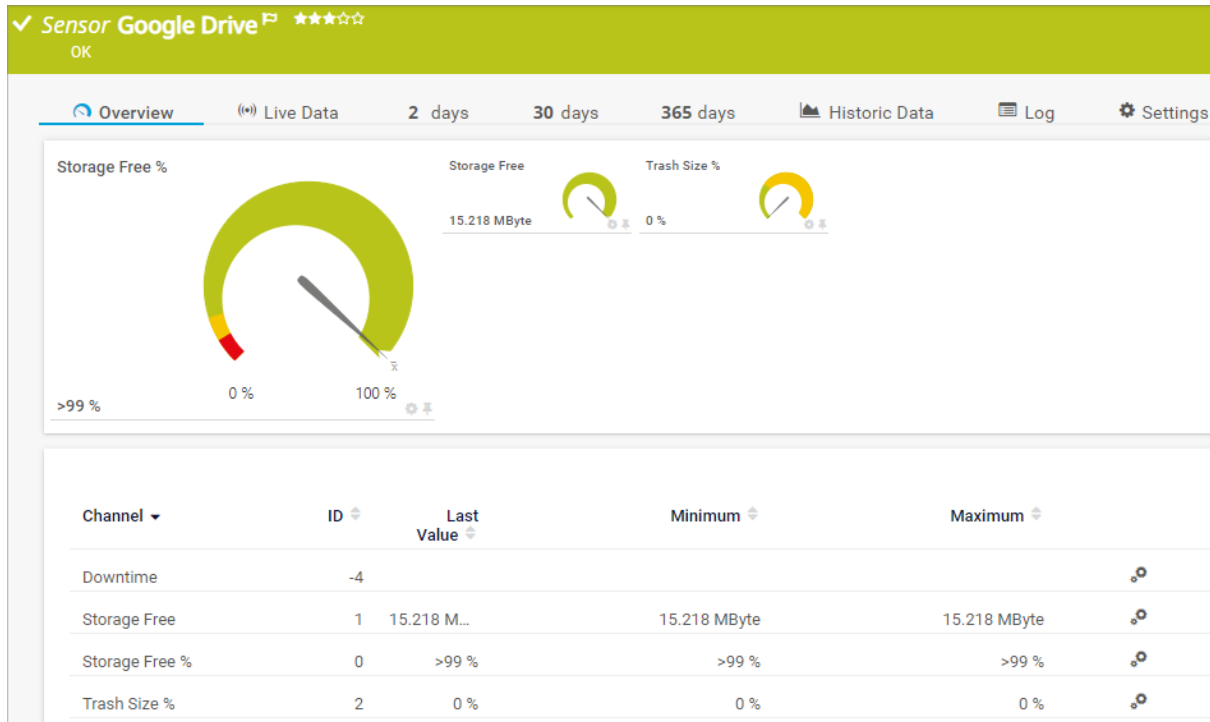 Sensor Google Drive
OK
Overview Live Data 2 days 30 days 365 days Historic Data Log Settings
Storage Free %
0 % 100 %
x̄
>99 %
Storage Free
15.218 MByte
Trash Size %
0 %
Channel ID Last Value Minimum Maximum
Downtime -4
Storage Free 1 15.218 M... 15.218 MByte 15.218 MByte
Storage Free % 0 >99 % >99 % >99 %
Trash Size % 2 0 % 0 % 0 %